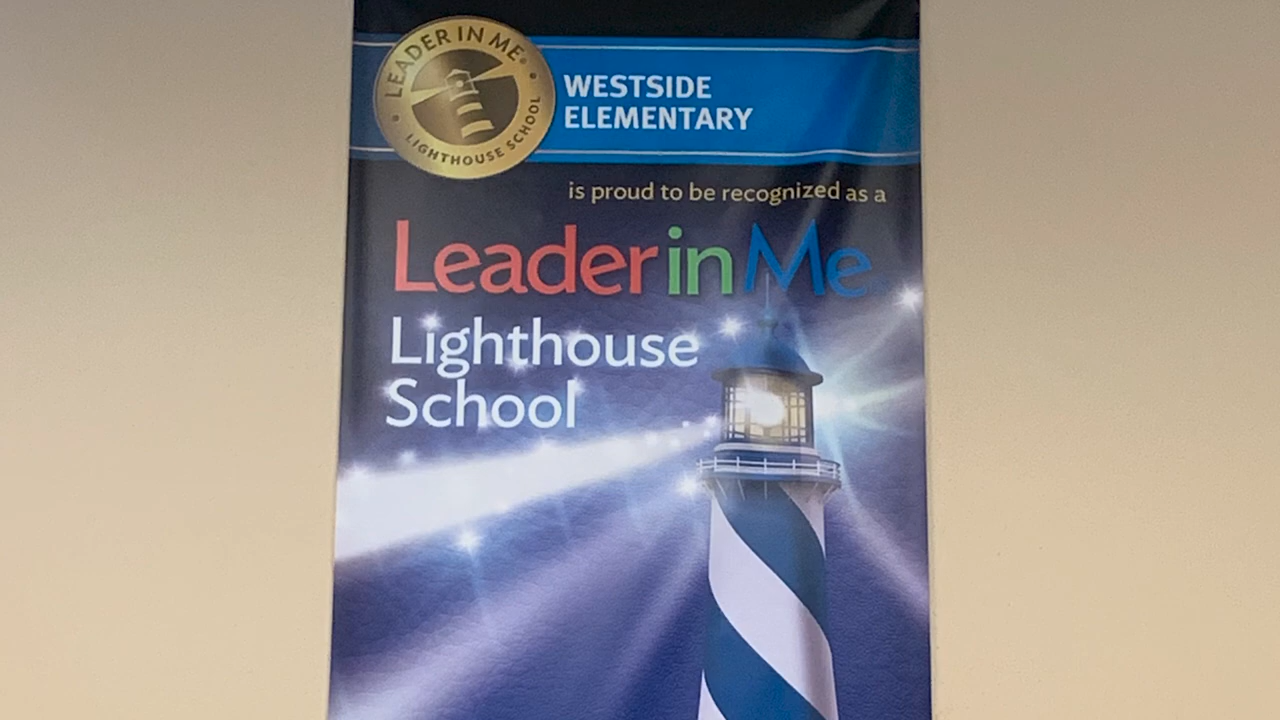 LEADER IN ME®
LIGHTHOUSE SCHOOL
WESTSIDE
ELEMENTARY
is proud to be recognized as a
Leader in Me
Lighthouse
School